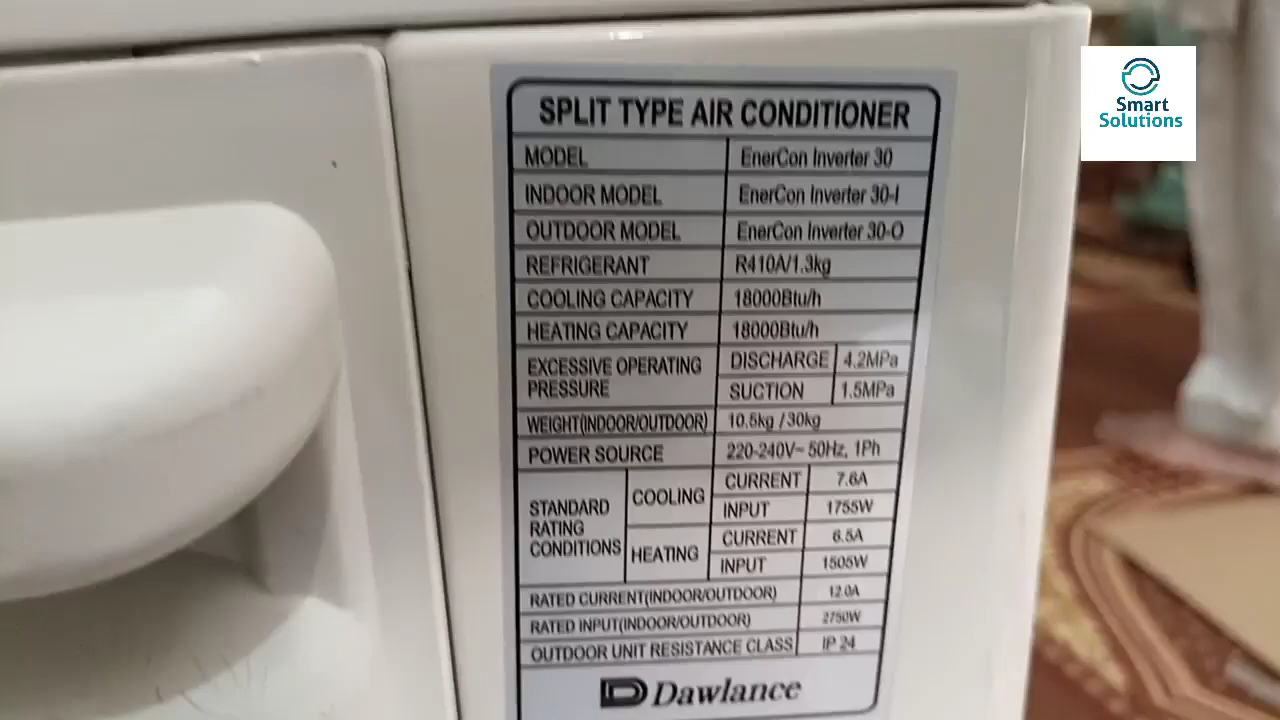 Smart
Solutions
SPLIT TYPE AIR CONDITIONER
MODEL EnerCon Inverter 30
INDOOR MODEL EnerCon Inverter 30-I
OUTDOOR MODEL EnerCon Inverter 30-O
REFRIGERANT R410A/1.3kg
COOLING CAPACITY 18000Btu/h
HEATING CAPACITY 18000Btu/h
EXCESSIVE OPERATING PRESSURE DISCHARGE 4.2MPa
SUCTION 1.5MPa
WEIGHT(INDOOR/OUTDOOR) 10.5kg /30kg
POWER SOURCE 220-240V~ 50Hz, 1Ph
STANDARD RATING CONDITIONS COOLING CURRENT 7.6A
INPUT 1755W
HEATING CURRENT 6.5A
INPUT 1505W
RATED CURRENT(INDOOR/OUTDOOR) 12.0A
RATED INPUT(INDOOR/OUTDOOR) 2750W
OUTDOOR UNIT RESISTANCE CLASS IP 24
Dawlance